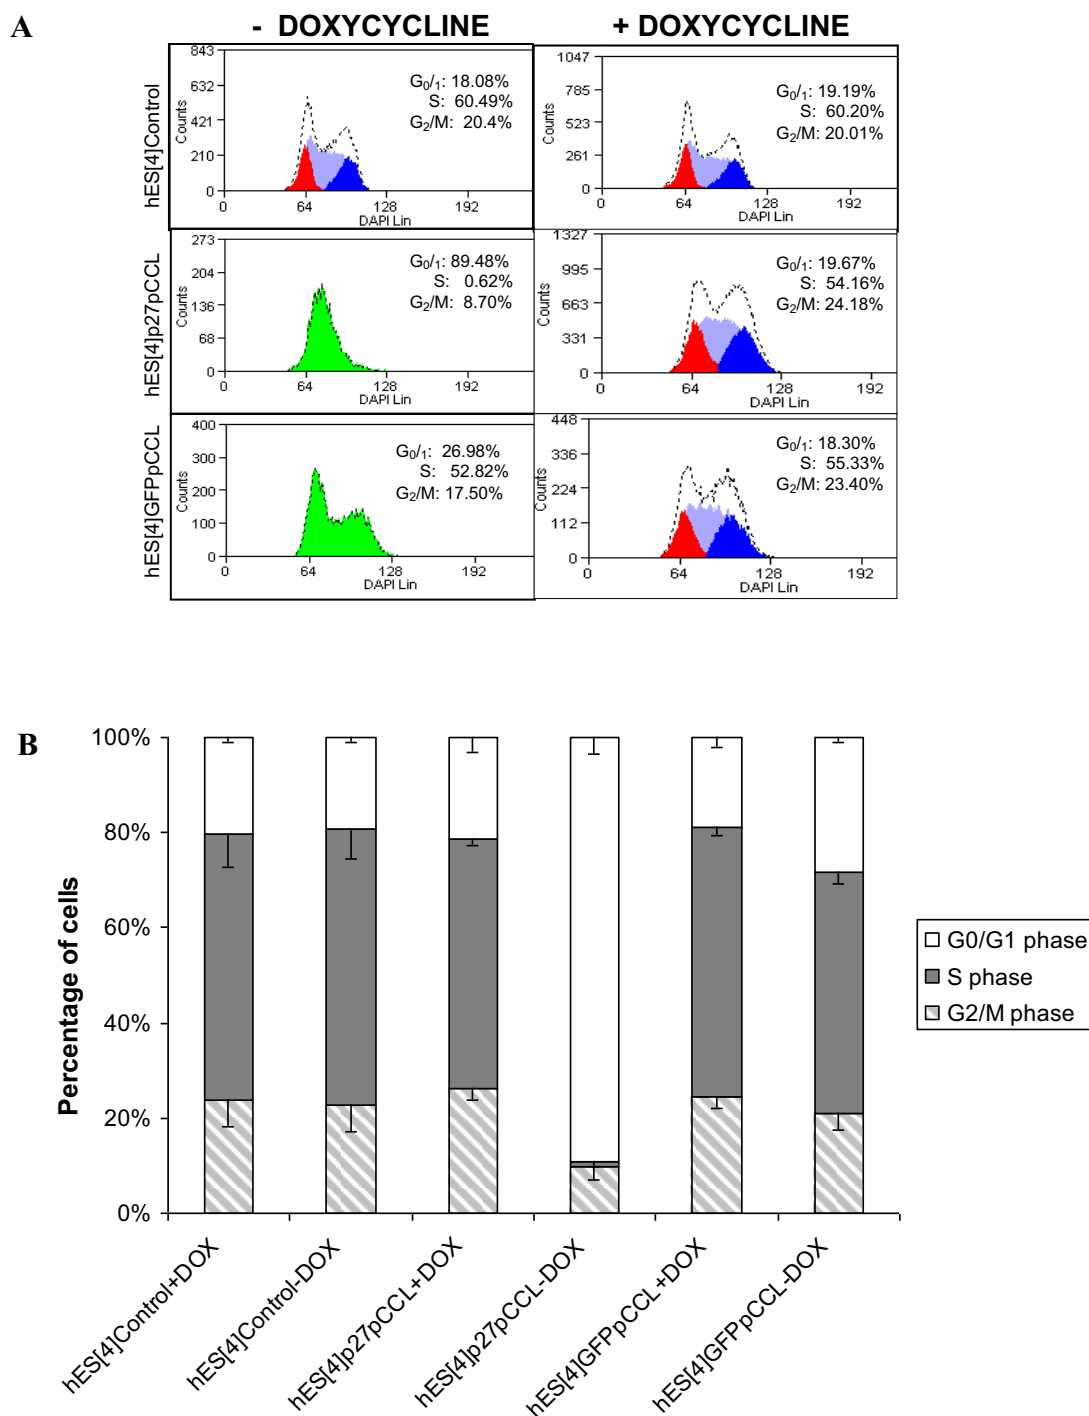 A
- DOXYCYCLINE
+ DOXYCYCLINE
hES[4]Control
843
632
421
210
0
Counts
G0/1: 18.08%
S: 60.49%
G2/M: 20.4%
0 64 128 192
DAPI Lin
1047
785
523
261
0
Counts
G0/1: 19.19%
S: 60.20%
G2/M: 20.01%
0 64 128 192
DAPI Lin
hES[4]p27pCCL
273
204
136
68
0
Counts
G0/1: 89.48%
S: 0.62%
G2/M: 8.70%
0 64 128 192
DAPI Lin
1327
995
663
331
0
Counts
G0/1: 19.67%
S: 54.16%
G2/M: 24.18%
0 64 128 192
DAPI Lin
hES[4]GFPpCCL
400
300
200
100
0
Counts
G0/1: 26.98%
S: 52.82%
G2/M: 17.50%
0 64 128 192
DAPI Lin
448
336
224
112
0
Counts
G0/1: 18.30%
S: 55.33%
G2/M: 23.40%
0 64 128 192
DAPI Lin
B
Percentage of cells
100%
80%
60%
40%
20%
0%
hES[4]Control+DOX
hES[4]Control-DOX
hES[4]p27pCCL+DOX
hES[4]p27pCCL-DOX
hES[4]GFPpCCL+DOX
hES[4]GFPpCCL-DOX
G0/G1 phase
S phase
G2/M phase